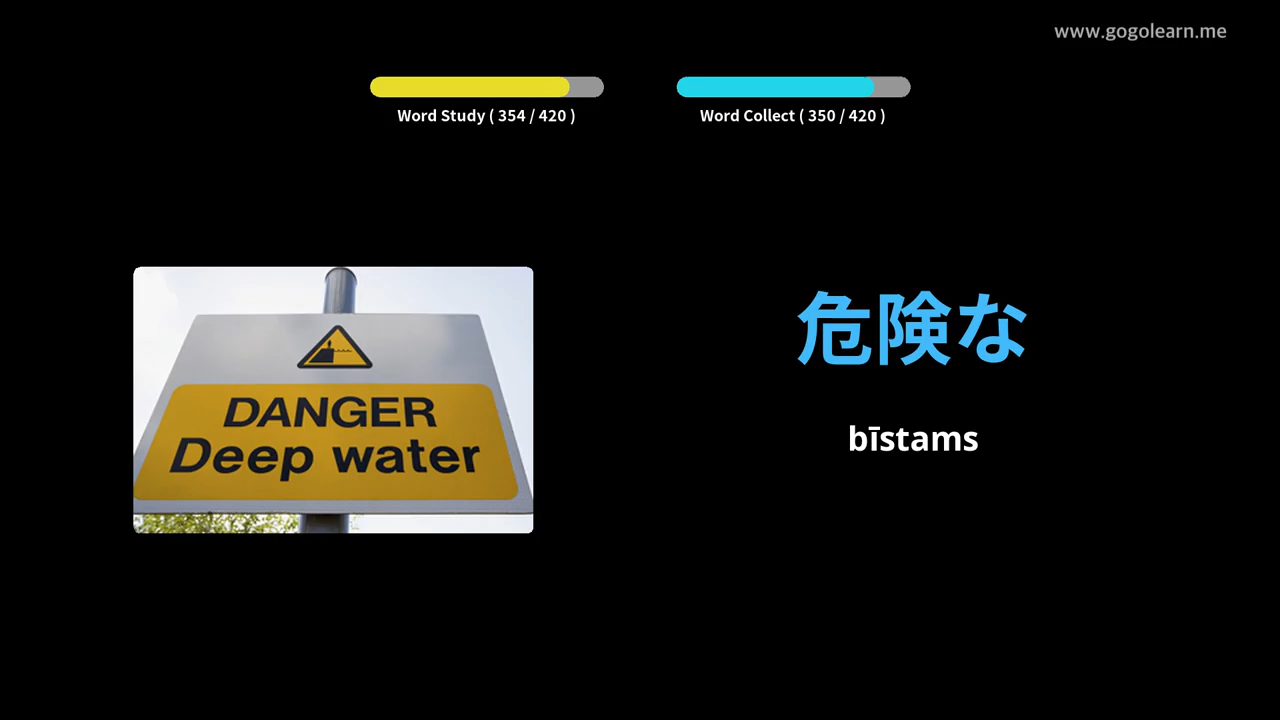 www.gogolearn.me
Word Study ( 354 / 420 )
Word Collect ( 350 / 420 )
DANGER
Deep water
危険な
bīstams